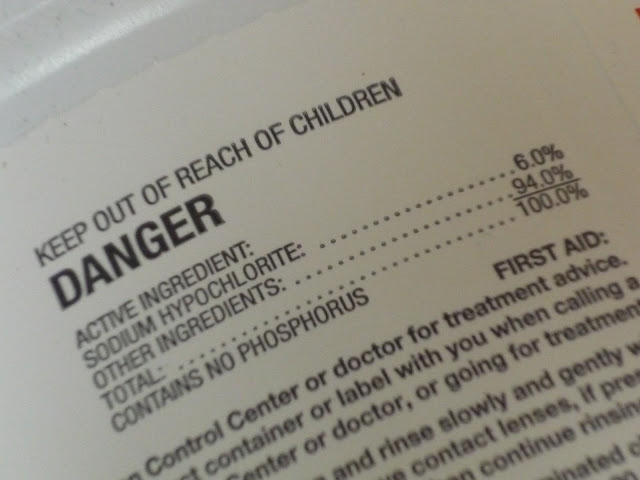 KEEP OUT OF REACH OF CHILDREN
DANGER
ACTIVE INGREDIENT:
SODIUM HYPOCHLORITE: .................... 6.0%
OTHER INGREDIENTS: .................... 94.0%
TOTAL: .................... 100.0%
CONTAINS NO PHOSPHORUS
FIRST AID:
Control Center or doctor for treatment advice.
container or label with you when calling a
Center or doctor, or going for treatment
and rinse slowly and gently
contact lenses, if
continue